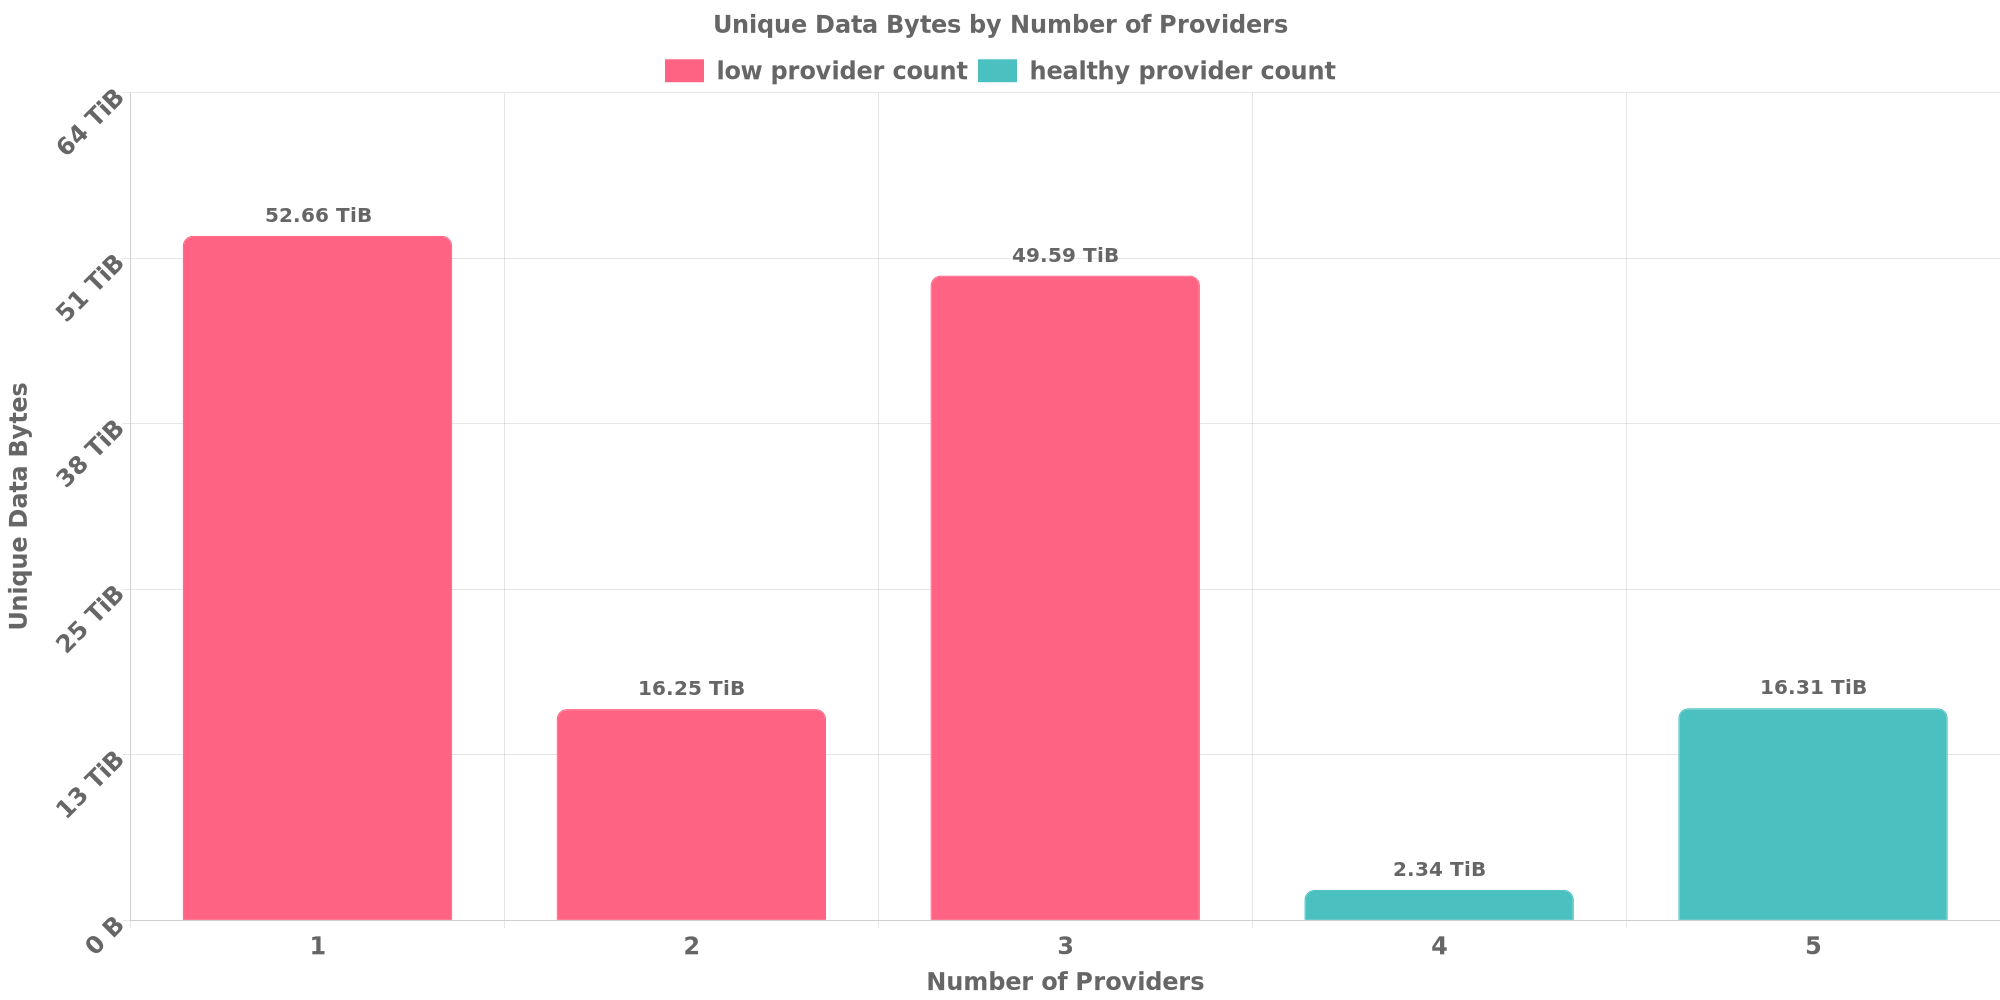 Unique Data Bytes by Number of Providers
low provider count healthy provider count
64 TiB
51 TiB
38 TiB
25 TiB
13 TiB
0 B
Unique Data Bytes
52.66 TiB
16.25 TiB
49.59 TiB
2.34 TiB
16.31 TiB
1 2 3 4 5
Number of Providers